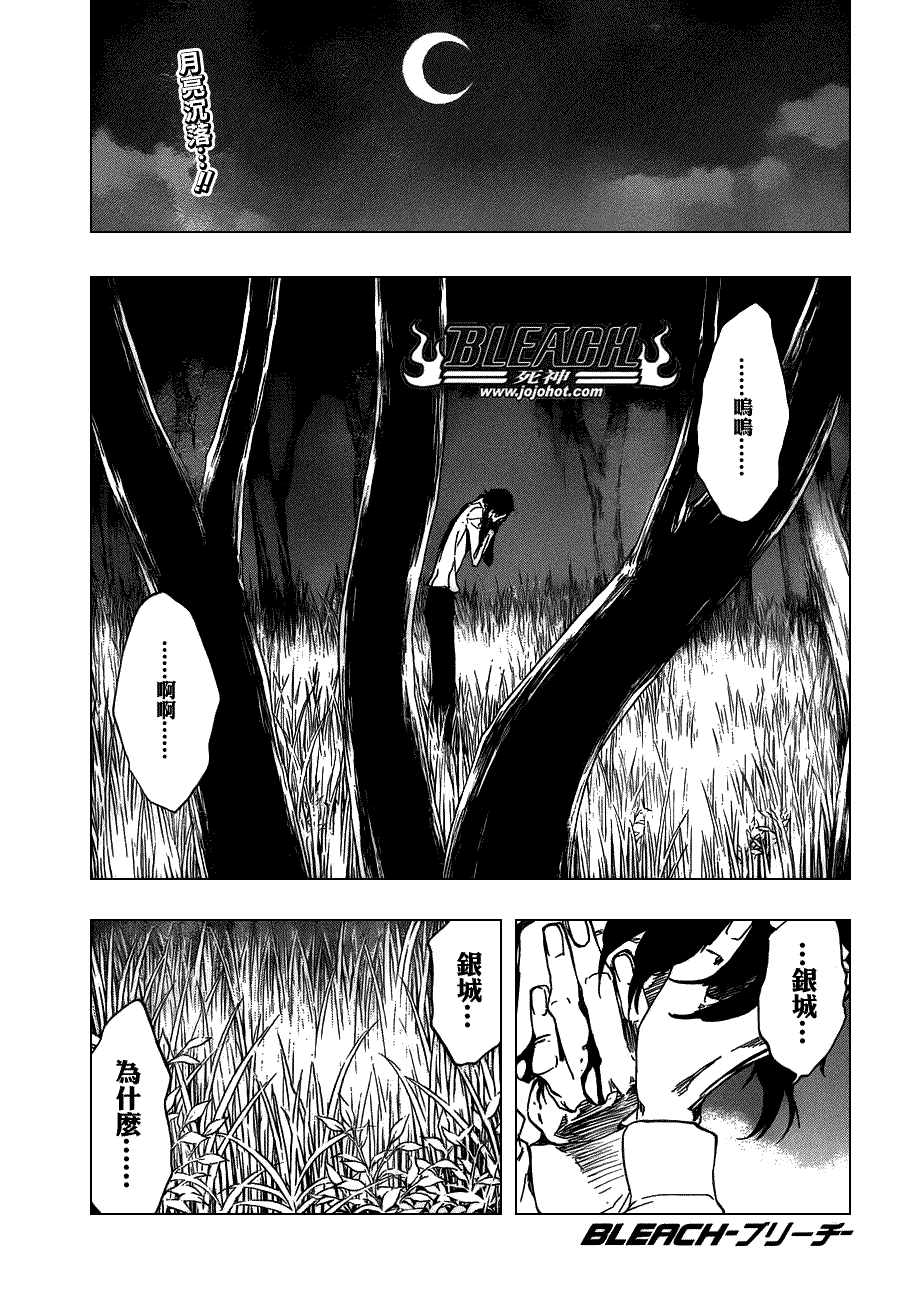 月亮沉落…!!
BLEACH
死神
www.jojohot.com
……嗚嗚……
……啊啊……
…銀城…
銀城…
為什麼……
BLEACH-ブリーチ-